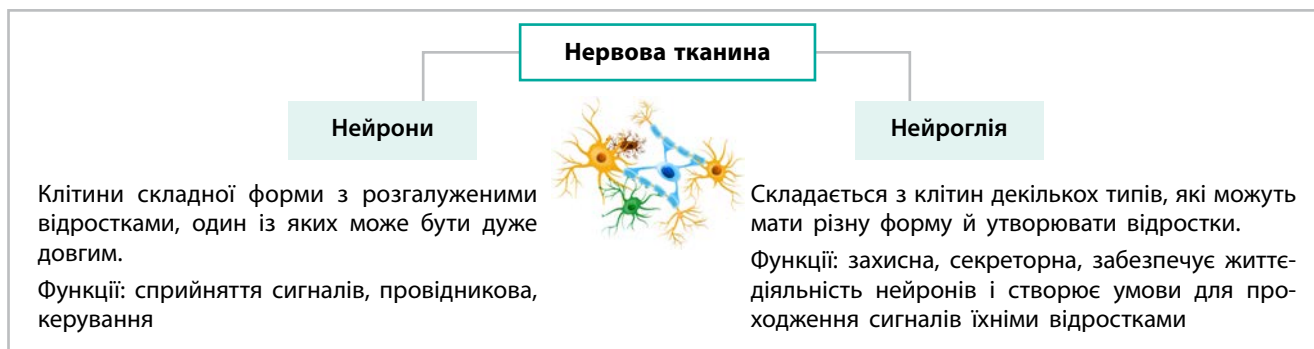 Нервова тканина
Нейрони
Клітини складної форми з розгалуженими
відростками, один із яких може бути дуже
довгим.
Функції: сприйняття сигналів, провідникова,
керування
Нейроглія
Складається з клітин декількох типів, які можуть
мати різну форму й утворювати відростки.
Функції: захисна, секреторна, забезпечує життє-
діяльність нейронів і створює умови для про-
ходження сигналів їхніми відростками